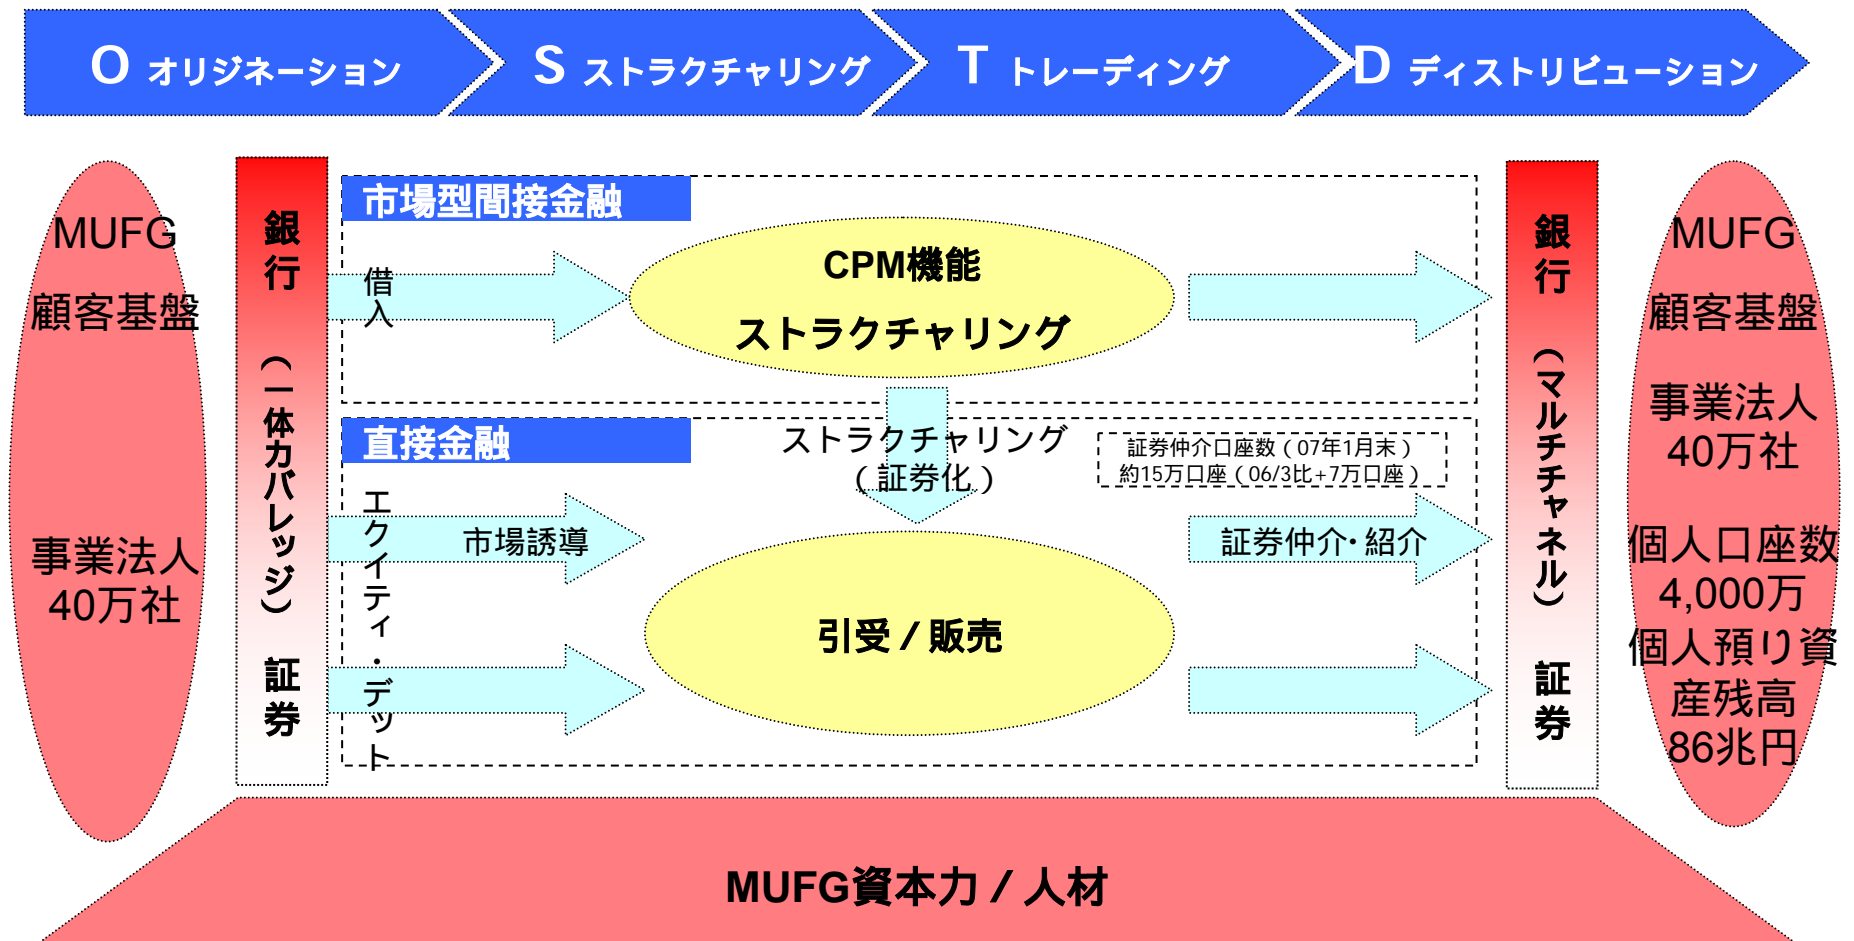 O オリジネーション
S ストラクチャリング
T トレーディング
D ディストリビューション
MUFG
顧客基盤
事業法人
40万社
銀行（一体カバレッジ）証券
市場型間接金融
借入
CPM機能
ストラクチャリング
直接金融
エクイティ・デット
ストラクチャリング
（証券化）
証券仲介口座数（07年1月末）
約15万口座（06/3比+7万口座）
市場誘導
証券仲介・紹介
引受／販売
銀行（マルチチャネル）証券
MUFG
顧客基盤
事業法人
40万社
個人口座数
4,000万
個人預り資
産残高
86兆円
MUFG資本力／人材